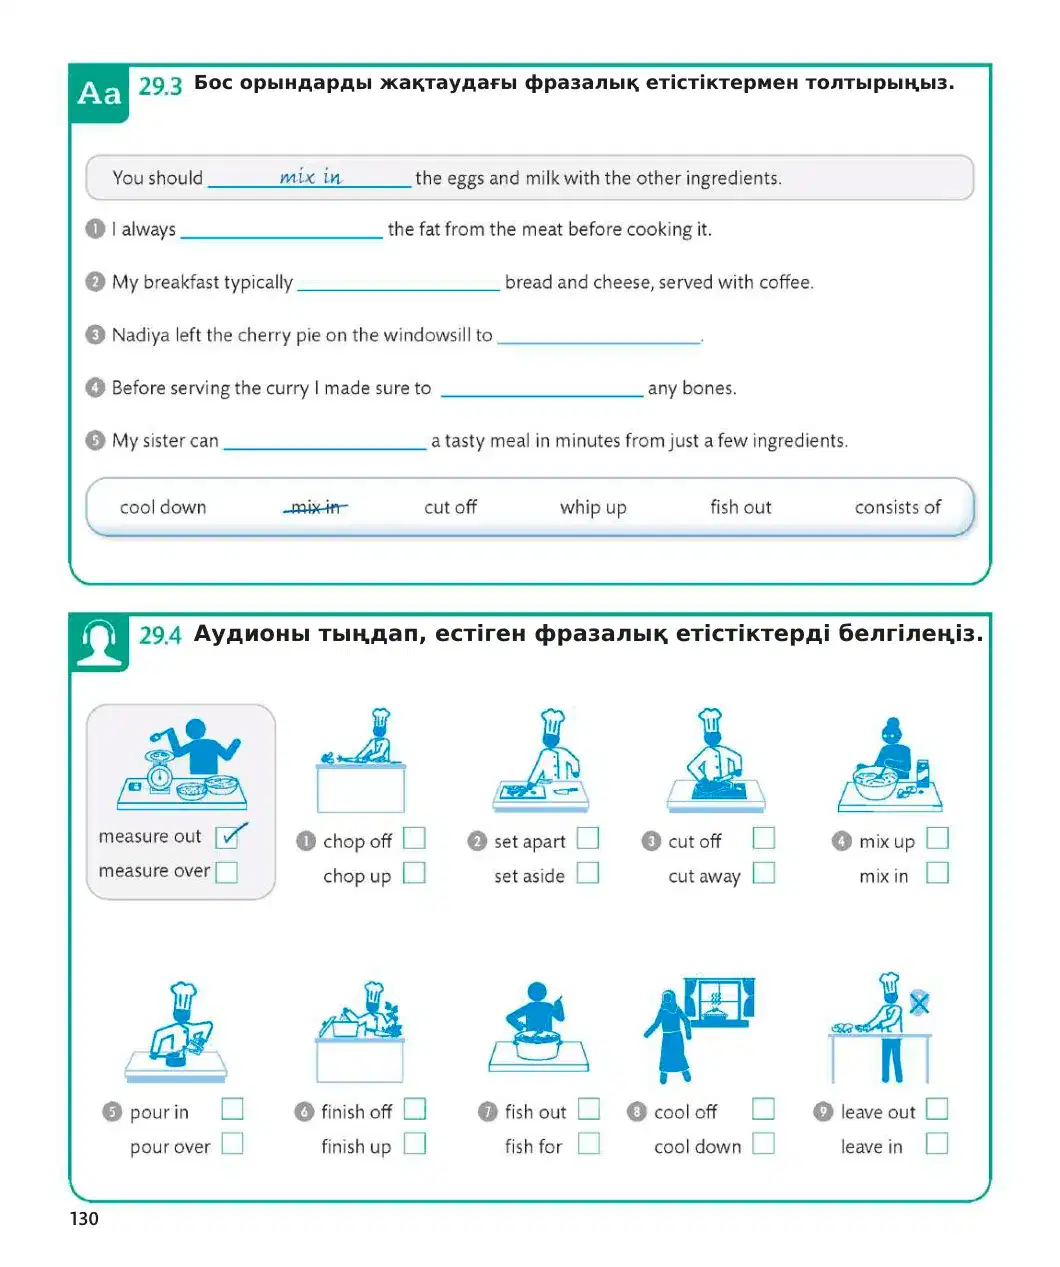 Aa 29.3 Бос орындарды жақтаудағы фразалық етістіктермен толтырыңыз.
You should mix in the eggs and milk with the other ingredients.
1 I always ____ the fat from the meat before cooking it.
2 My breakfast typically ____ bread and cheese, served with coffee.
3 Nadiya left the cherry pie on the windowsill to ____.
4 Before serving the curry I made sure to ____ any bones.
5 My sister can ____ a tasty meal in minutes from just a few ingredients.
cool down mix in cut off whip up fish out consists of
29.4 Аудионы тыңдап, естіген фразалық етістіктерді белгілеңіз.
measure out
measure over
1 chop off
chop up
2 set apart
set aside
3 cut off
cut away
4 mix up
mix in
5 pour in
pour over
6 finish off
finish up
7 fish out
fish for
8 cool off
cool down
9 leave out
leave in
130